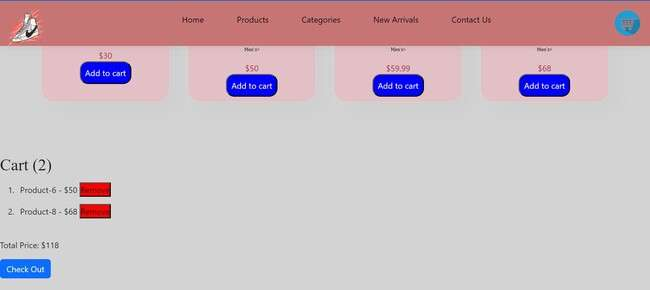 Home Products Categories New Arrivals Contact Us
Men's+ Men's+ Men's+
$30 $50 $59.99 $68
Add to cart Add to cart Add to cart Add to cart
Cart (2)
1. Product-6 - $50 Remove
2. Product-8 - $68 Remove
Total Price: $118
Check Out